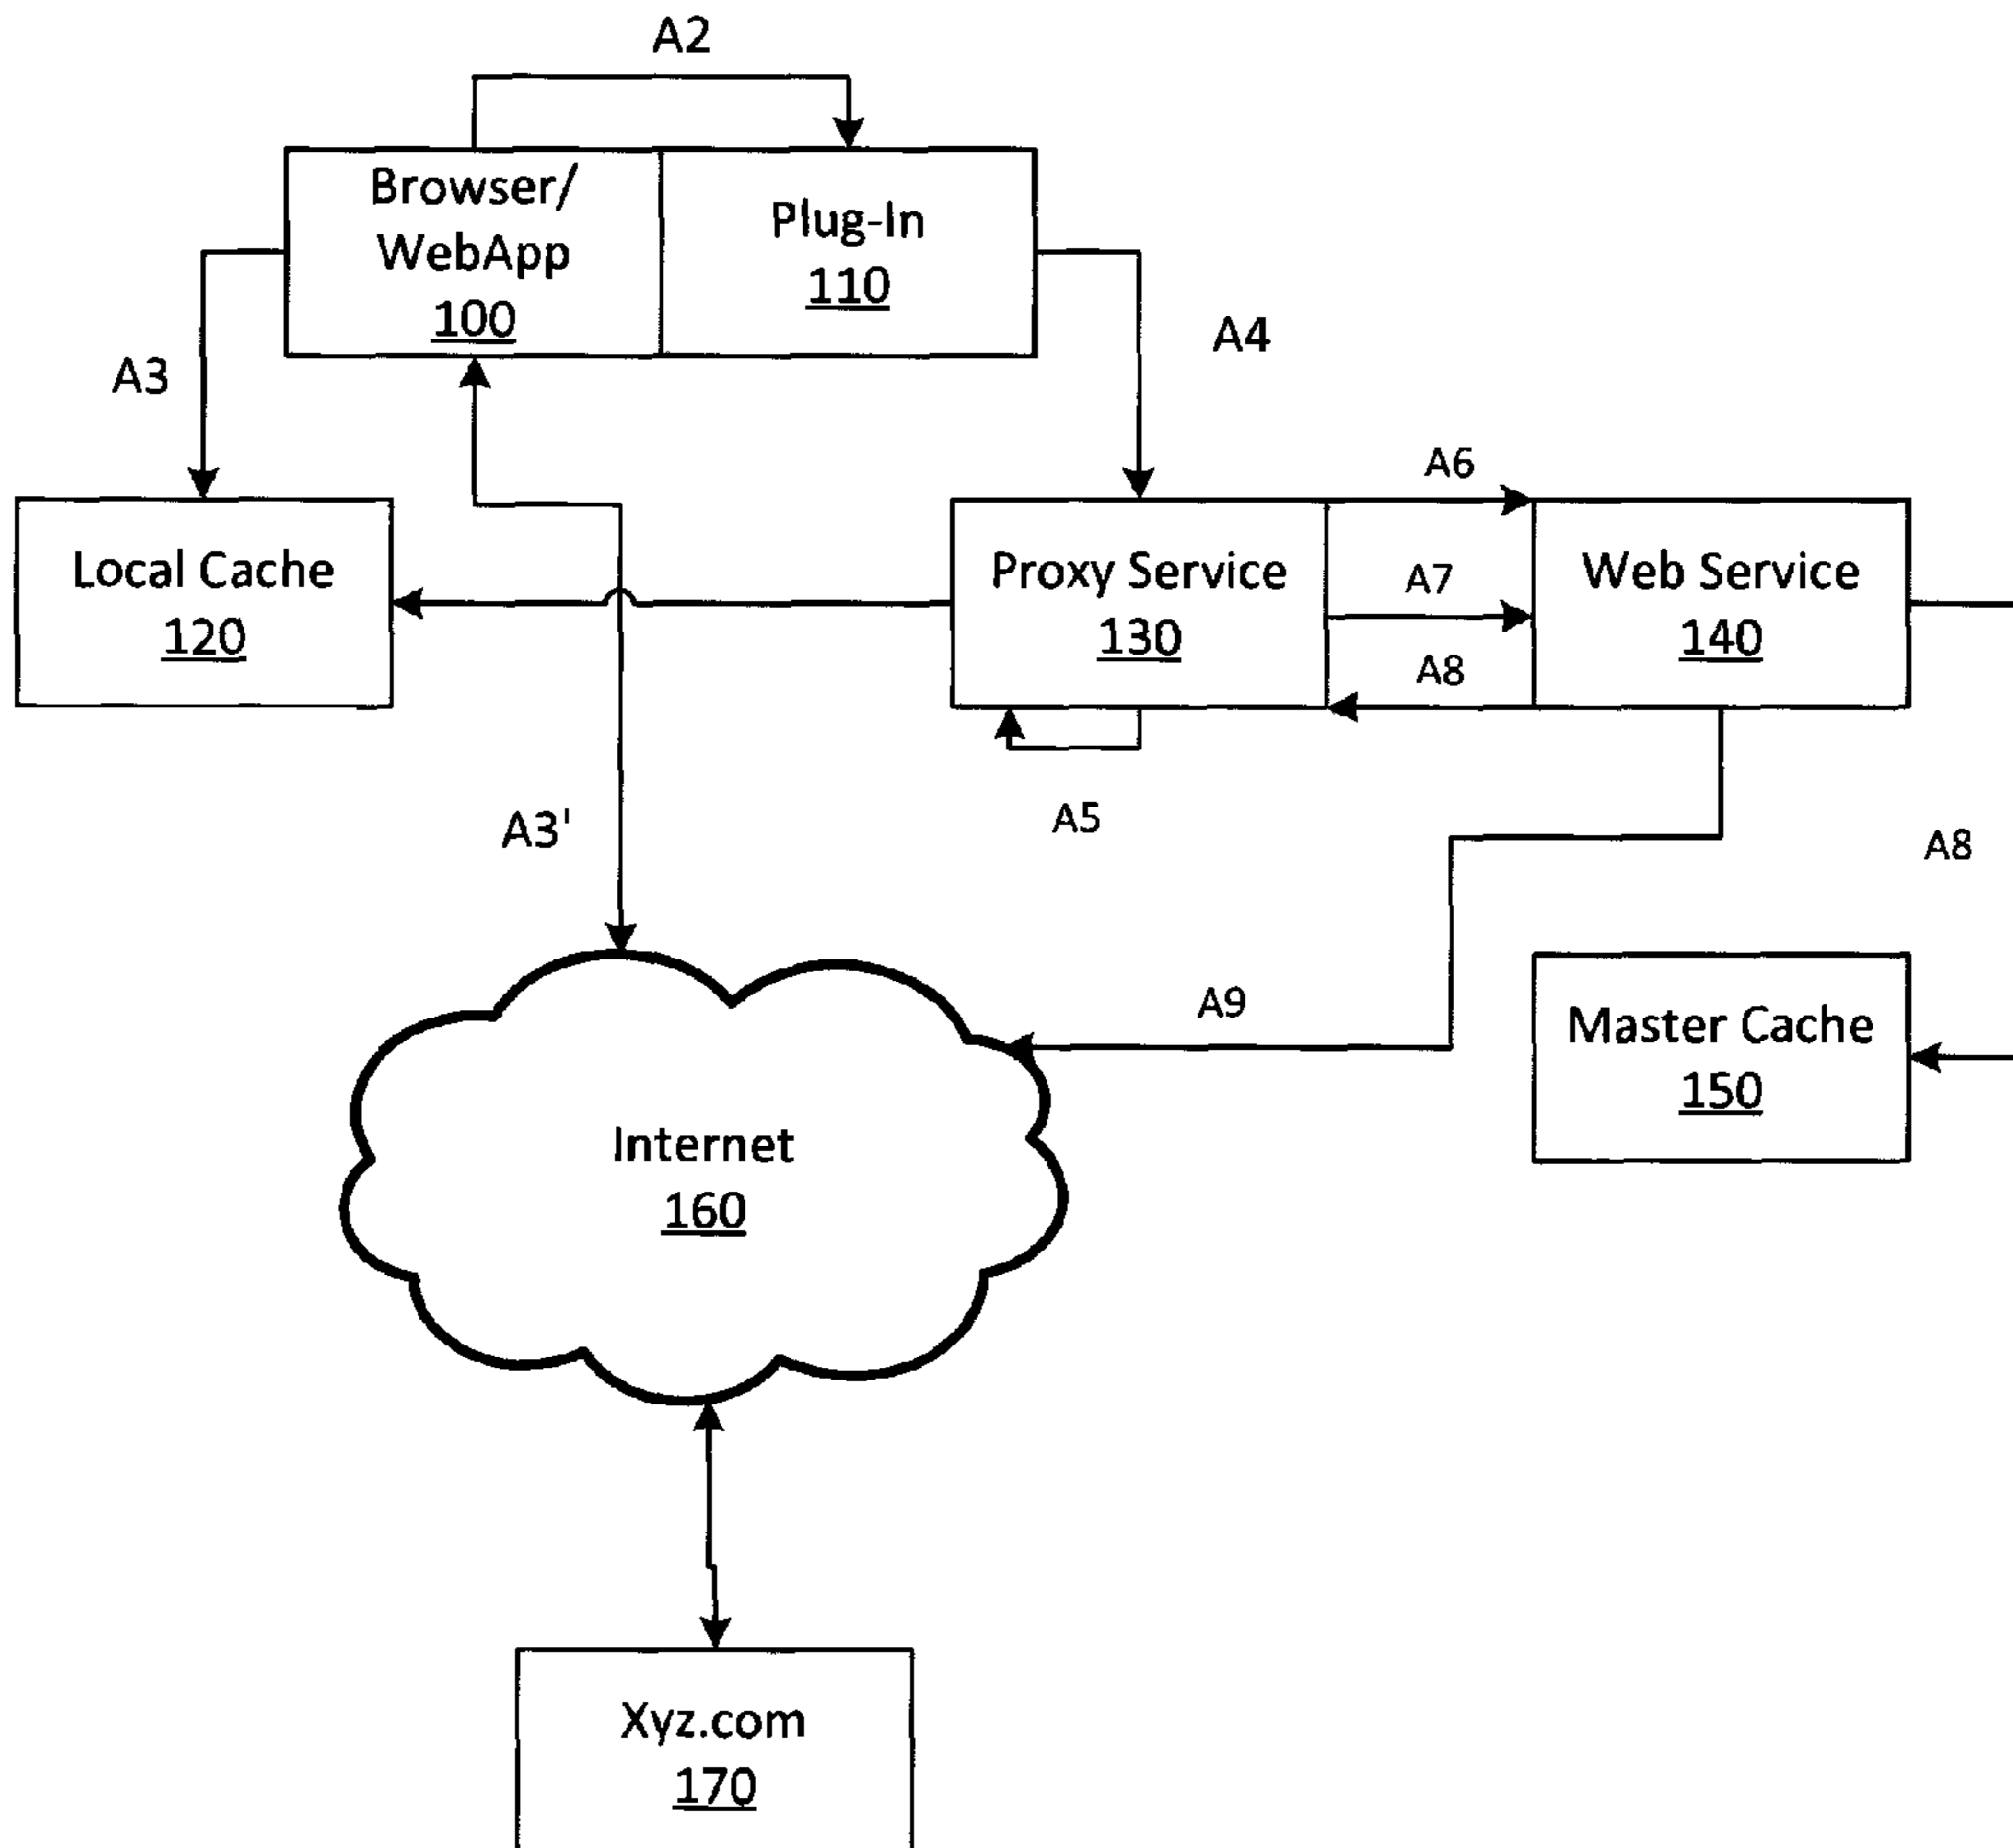 A2
Browser/
WebApp
100
Plug-In
110
A3
A4
Local Cache
120
Proxy Service
130
A6
A7
A8
Web Service
140
A3'
A5
A8
A9
Master Cache
150
Internet
160
Xyz.com
170